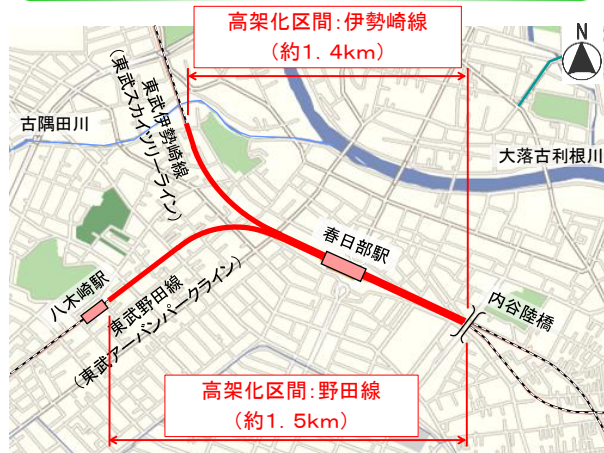 高架化区間:伊勢崎線
(約1.4km)
N
古隅田川
東武伊勢崎線
(東武スカイツリーライン)
大落古利根川
春日部駅
八木崎駅
東武野田線
(東武アーバンパークライン)
内谷陸橋
高架化区間:野田線
(約1.5km)